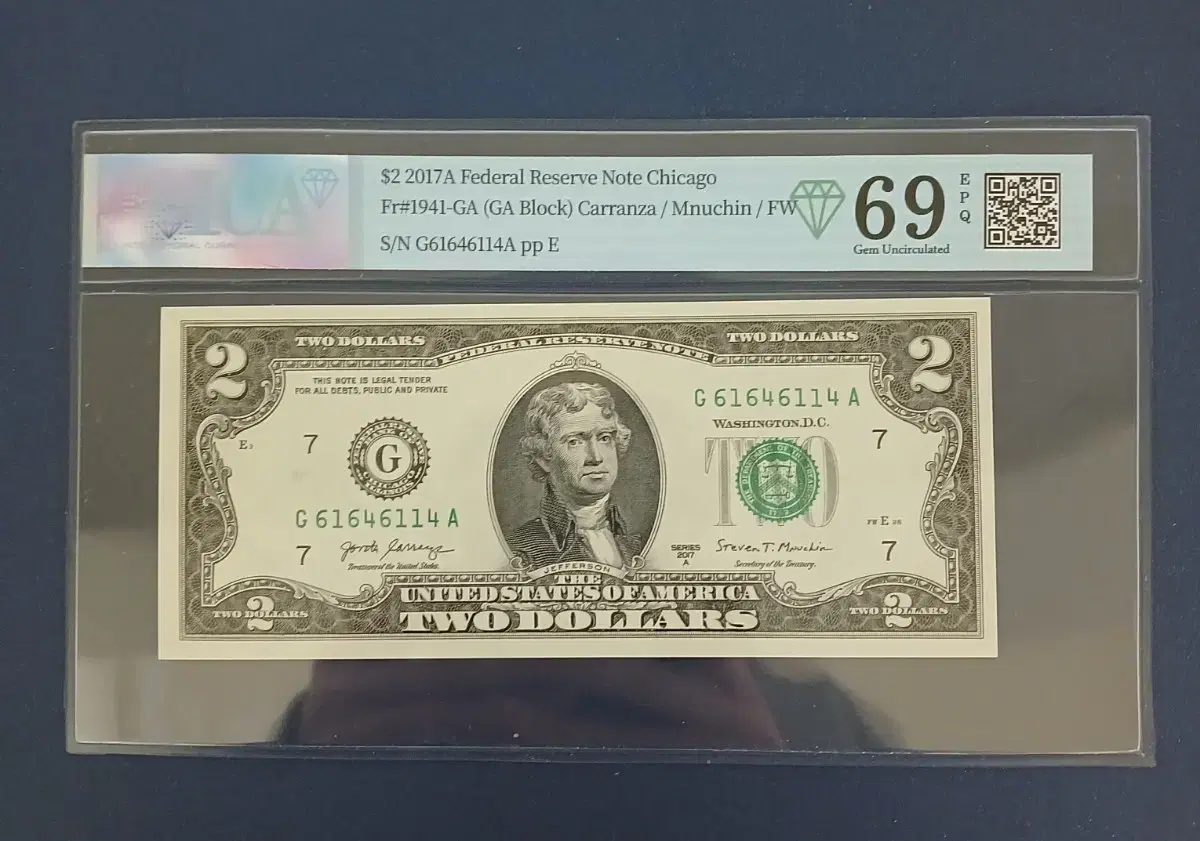 $2 2017A Federal Reserve Note Chicago
Fr#1941-GA (GA Block) Carranza / Mnuchin / FW
S/N G61646114A pp E
69
Gem Uncirculated
EPQ
2
TWO DOLLARS
FEDERAL RESERVE NOTE
TWO DOLLARS
2
THIS NOTE IS LEGAL TENDER
FOR ALL DEBTS, PUBLIC AND PRIVATE
G 61646114 A
WASHINGTON, D.C.
7
G
7
TWO
G 61646114 A
7
Treasurer of the United States.
JEFFERSON
SERIES
2017
A
Steven T. Mnuchin
Secretary of the Treasury.
7
THE
UNITED STATES OF AMERICA
TWO DOLLARS
TWO DOLLARS
2
TWO DOLLARS
2